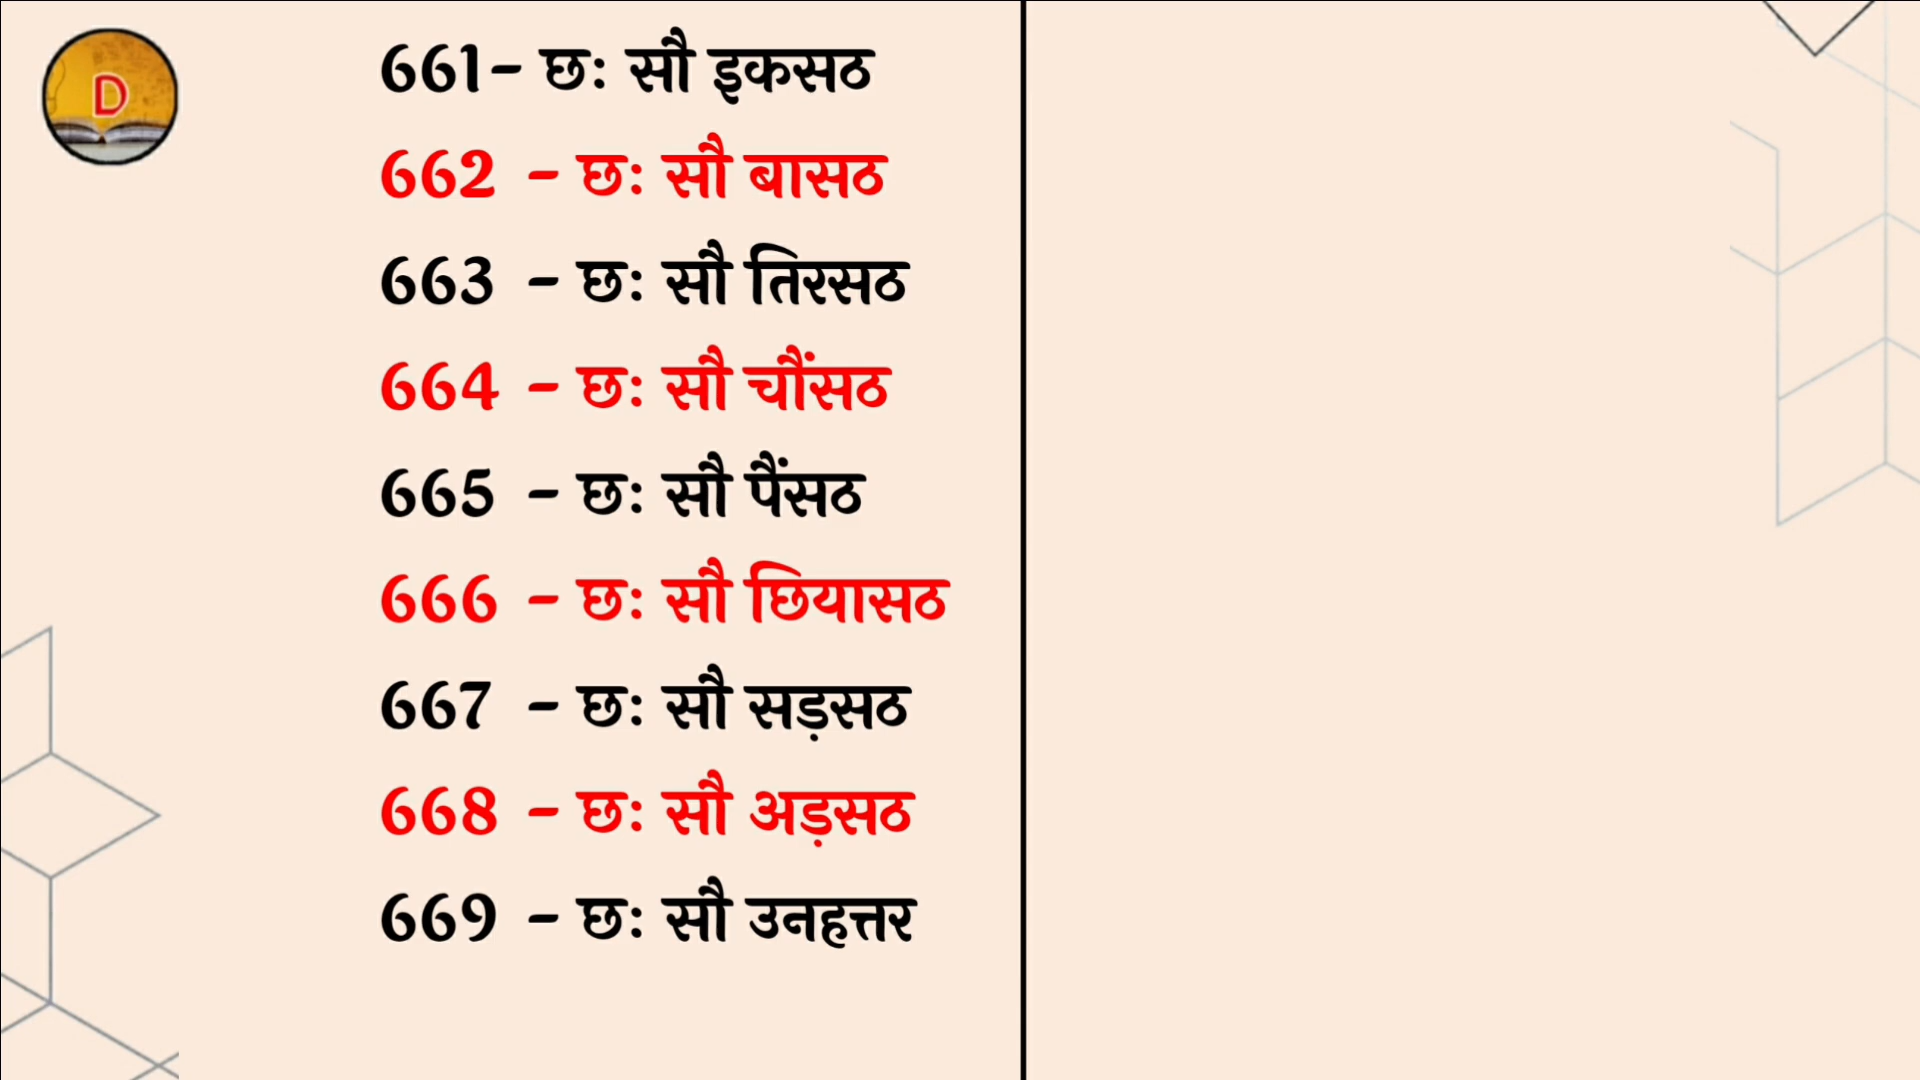 D
661- छः सौ इकसठ
662 - छः सौ बासठ
663 - छः सौ तिरसठ
664 - छः सौ चौंसठ
665 - छः सौ पैंसठ
666 - छः सौ छियासठ
667 - छः सौ सड़सठ
668 - छः सौ अड़सठ
669 - छः सौ उनहत्तर